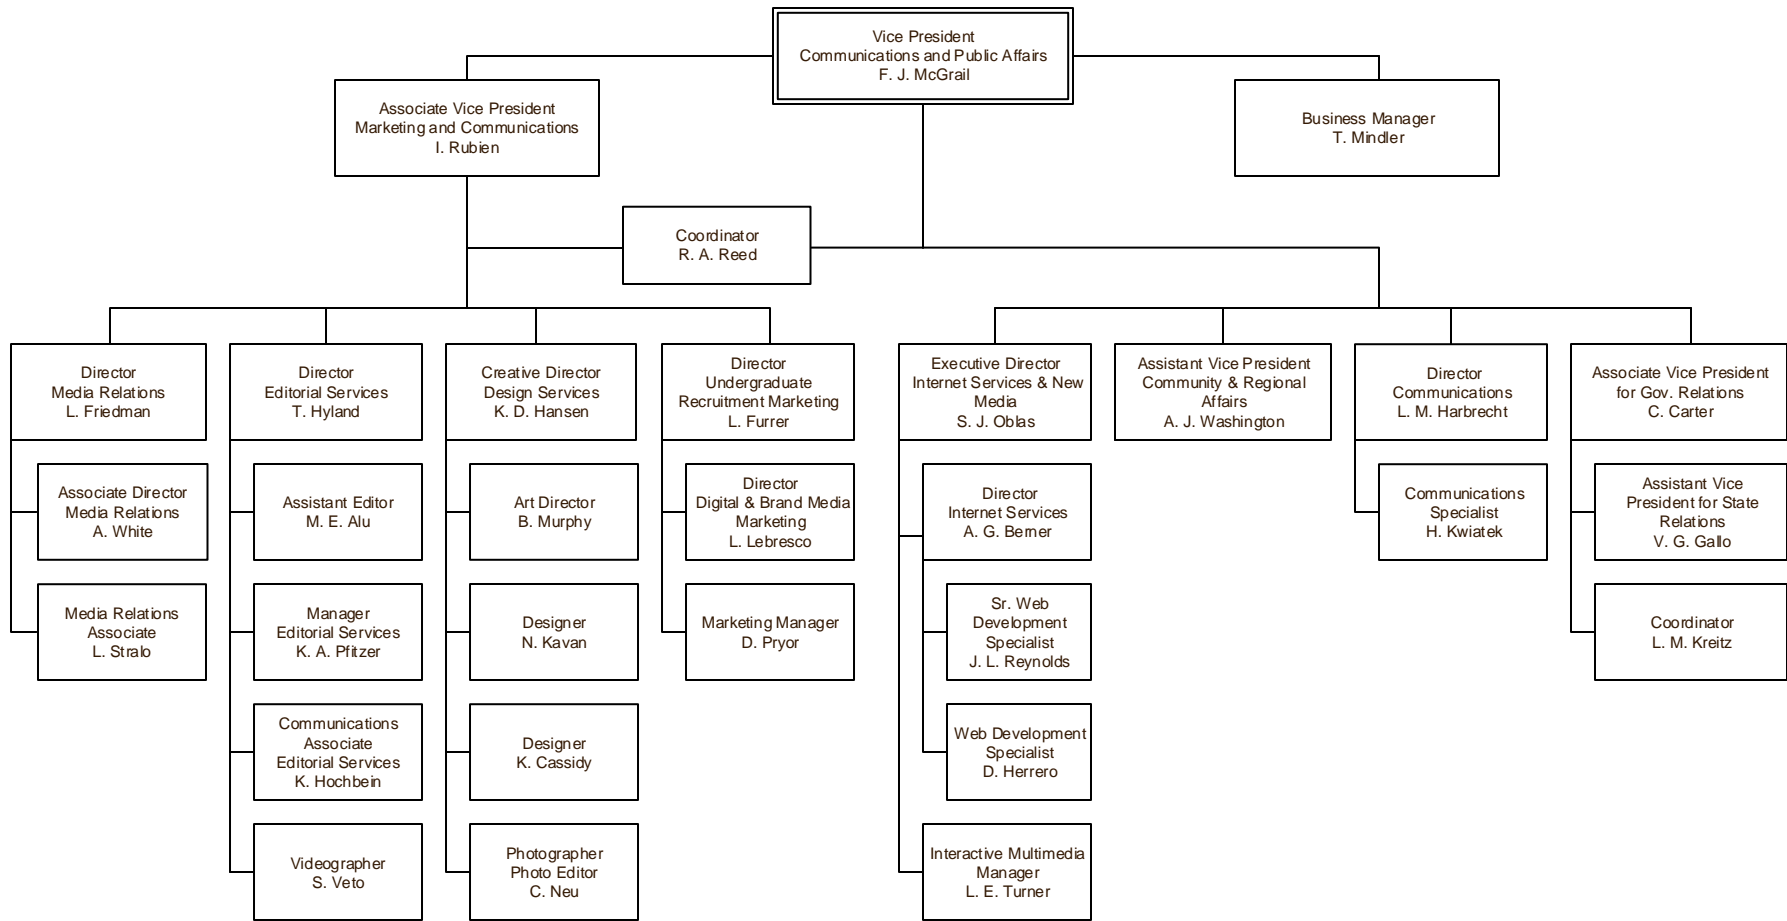 Vice President
Communications and Public Affairs
F. J. McGrail
Associate Vice President
Marketing and Communications
I. Rubien
Business Manager
T. Mindler
Coordinator
R. A. Reed
Director
Media Relations
L. Friedman
Director
Editorial Services
T. Hyland
Creative Director
Design Services
K. D. Hansen
Director
Undergraduate
Recruitment Marketing
L. Furrer
Executive Director
Internet Services & New
Media
S. J. Oblas
Assistant Vice President
Community & Regional
Affairs
A. J. Washington
Director
Communications
L. M. Harbrecht
Associate Vice President
for Gov. Relations
C. Carter
Associate Director
Media Relations
A. White
Assistant Editor
M. E. Alu
Art Director
B. Murphy
Director
Digital & Brand Media
Marketing
L. Lebresco
Director
Internet Services
A. G. Berner
Communications
Specialist
H. Kwiatek
Assistant Vice
President for State
Relations
V. G. Gallo
Media Relations
Associate
L. Stralo
Manager
Editorial Services
K. A. Pfitzer
Designer
N. Kavan
Marketing Manager
D. Pryor
Sr. Web
Development
Specialist
J. L. Reynolds
Coordinator
L. M. Kreitz
Communications
Associate
Editorial Services
K. Hochbein
Designer
K. Cassidy
Web Development
Specialist
D. Herrero
Videographer
S. Veto
Photographer
Photo Editor
C. Neu
Interactive Multimedia
Manager
L. E. Turner